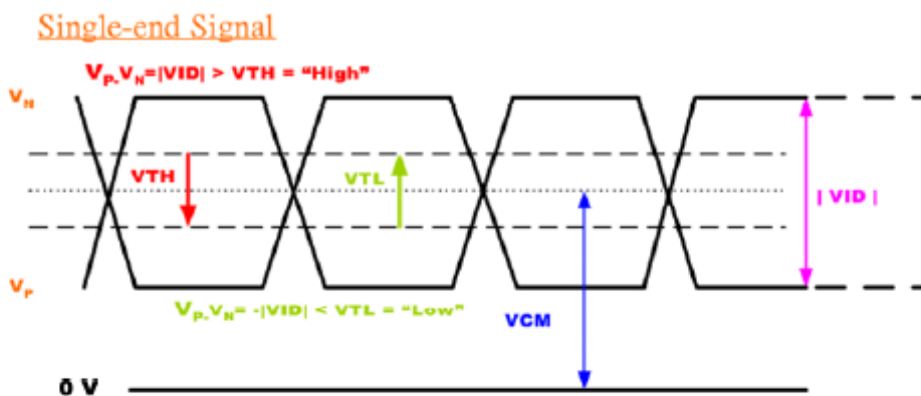 Single-end Signal
VP-VN=|VID| > VTH = “High”
VN
VTH
VTL
| VID |
VP
VP-VN= -|VID| < VTL = “Low”
VCM
0 V